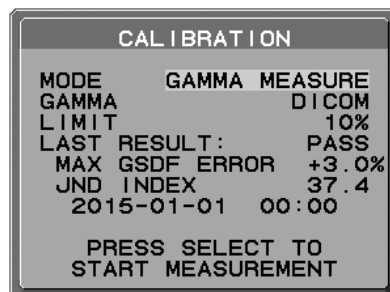 CALIBRATION
MODE GAMMA MEASURE
GAMMA DICOM
LIMIT 10%
LAST RESULT: PASS
MAX GSDF ERROR +3.0%
JND INDEX 37.4
2015-01-01 00:00
PRESS SELECT TO
START MEASUREMENT